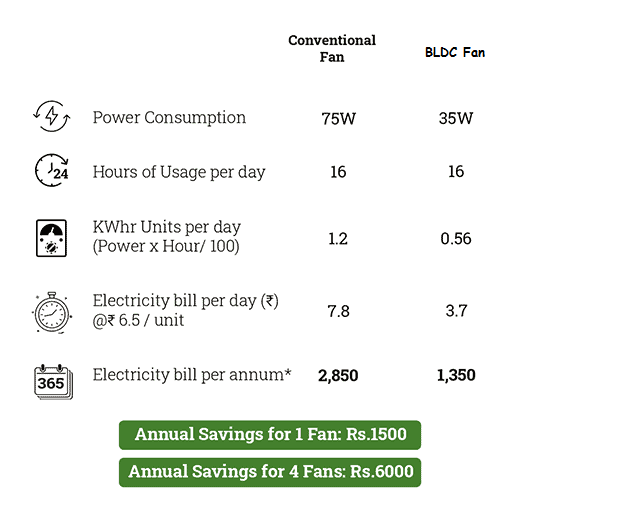 Conventional
Fan
BLDC Fan
Power Consumption 75W 35W
24
Hours of Usage per day 16 16
KWhr Units per day
(Power x Hour/ 100) 1.2 0.56
Electricity bill per day (₹)
@₹ 6.5 / unit 7.8 3.7
365
Electricity bill per annum* 2,850 1,350
Annual Savings for 1 Fan: Rs.1500
Annual Savings for 4 Fans: Rs.6000